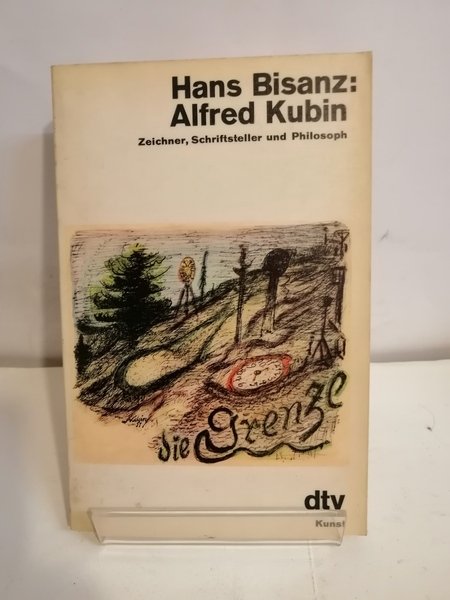 Hans Bisanz:
Alfred Kubin
Zeichner, Schriftsteller und Philosoph
die Grenze
dtv
Kunst